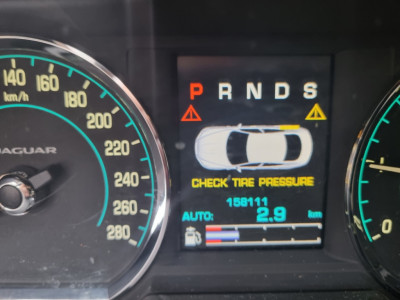 140 160
km/h
180
200
220
240
260
280
JAGUAR
P R N D S
CHECK TIRE PRESSURE
158111
AUTO: 2.9 km
0